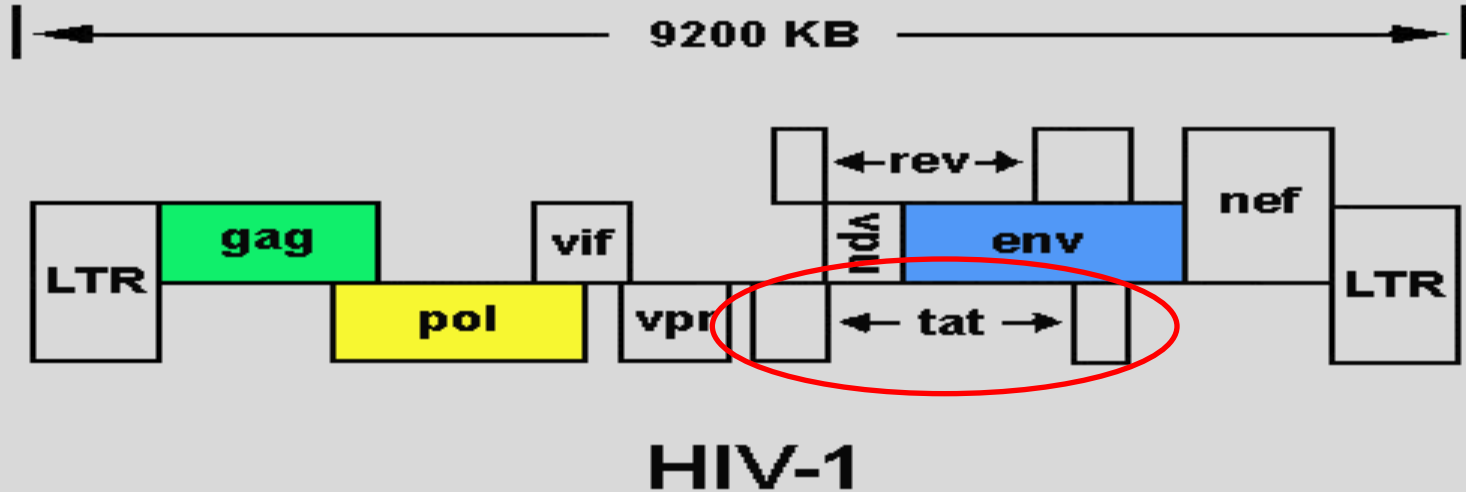 9200 KB
rev
nef
gag
vif
vpu
env
LTR
LTR
pol
vpr
tat
HIV-1